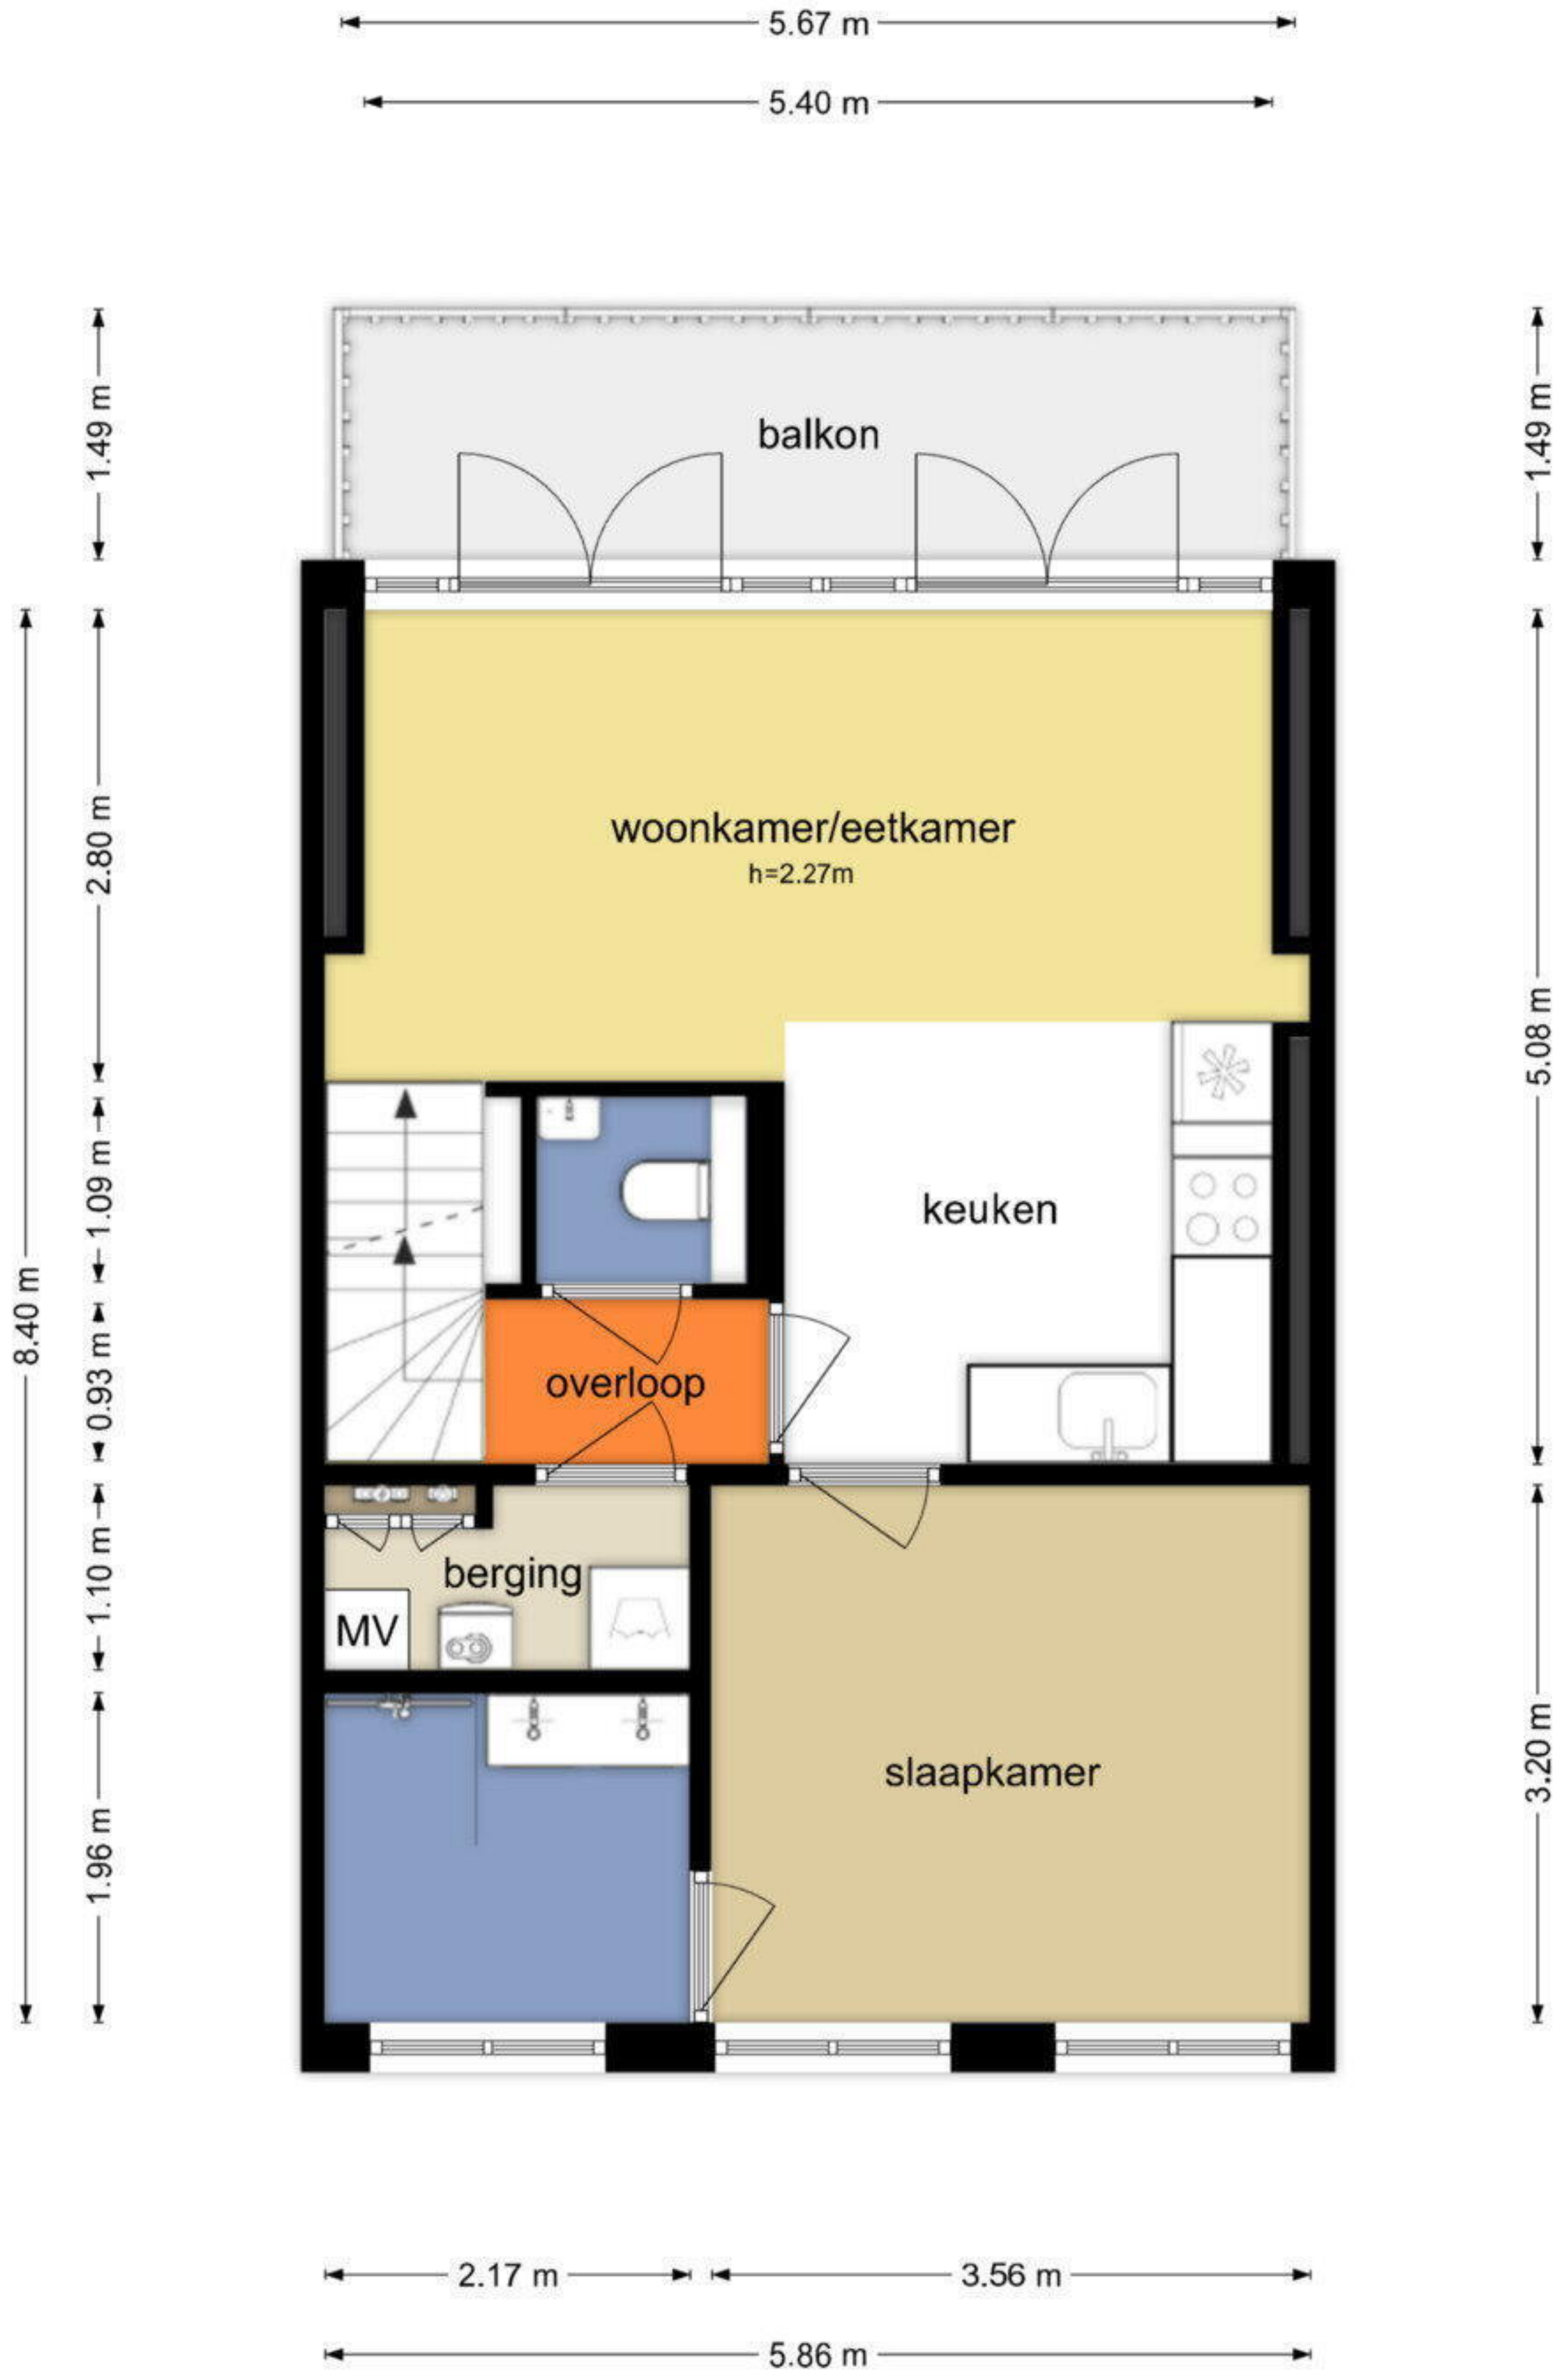 5.67 m
5.40 m
1.49 m
1.49 m
balkon
woonkamer/eetkamer
h=2.27m
2.80 m
5.08 m
1.09 m
keuken
8.40 m
0.93 m
overloop
1.10 m
berging
MV
slaapkamer
3.20 m
1.96 m
2.17 m
3.56 m
5.86 m